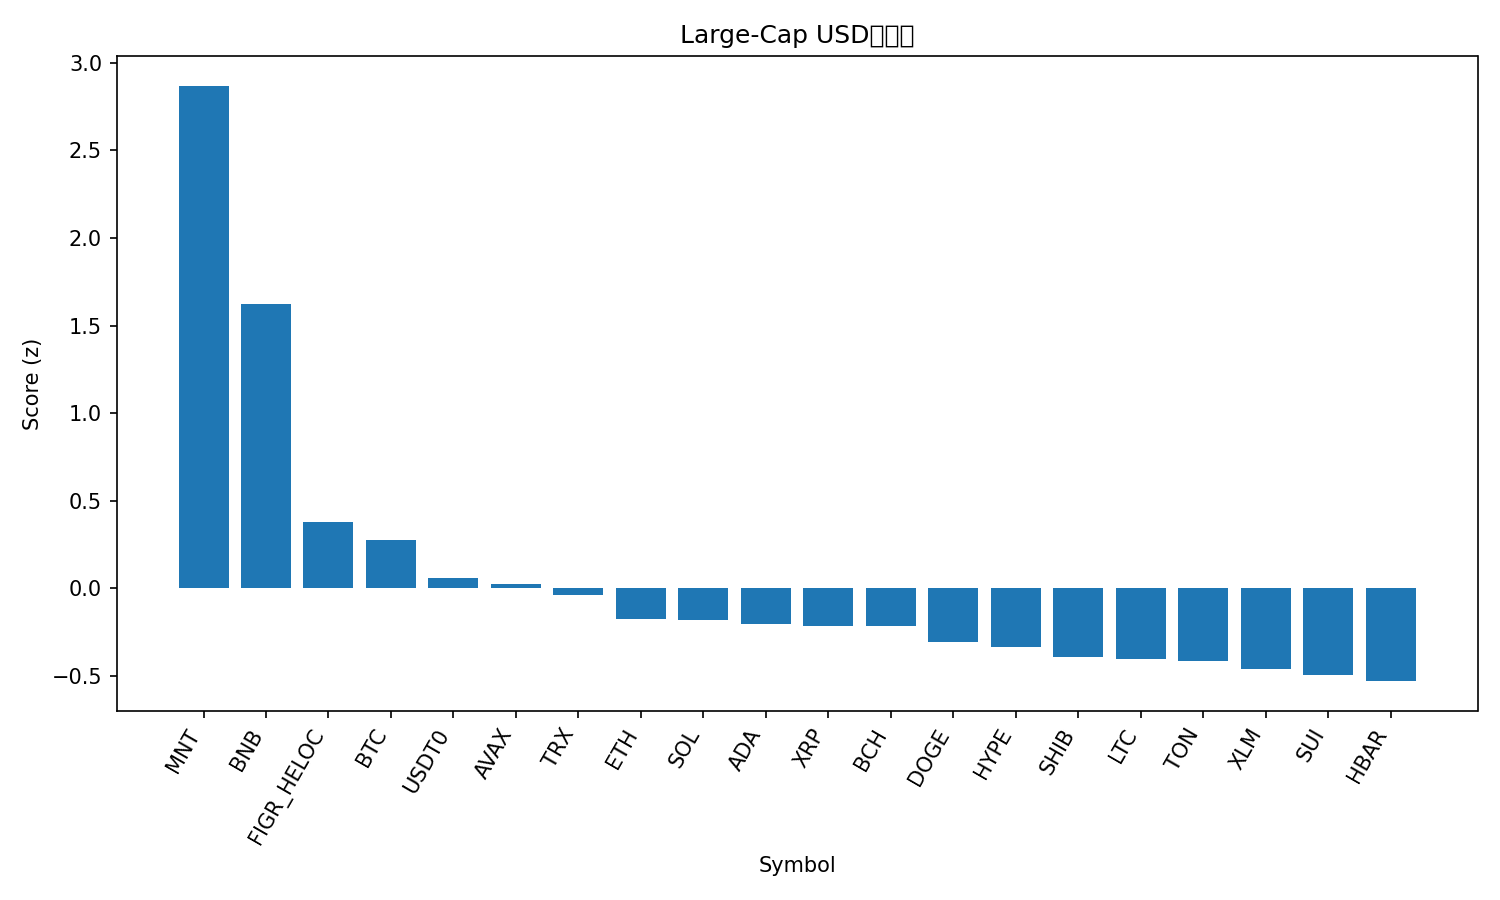 Large-Cap USD
3.0
2.5
2.0
1.5
1.0
0.5
0.0
−0.5
Score (z)
MNT
BNB
FIGR_HELOC
BTC
USDT0
AVAX
TRX
ETH
SOL
ADA
XRP
BCH
DOGE
HYPE
SHIB
LTC
TON
XLM
SUI
HBAR
Symbol